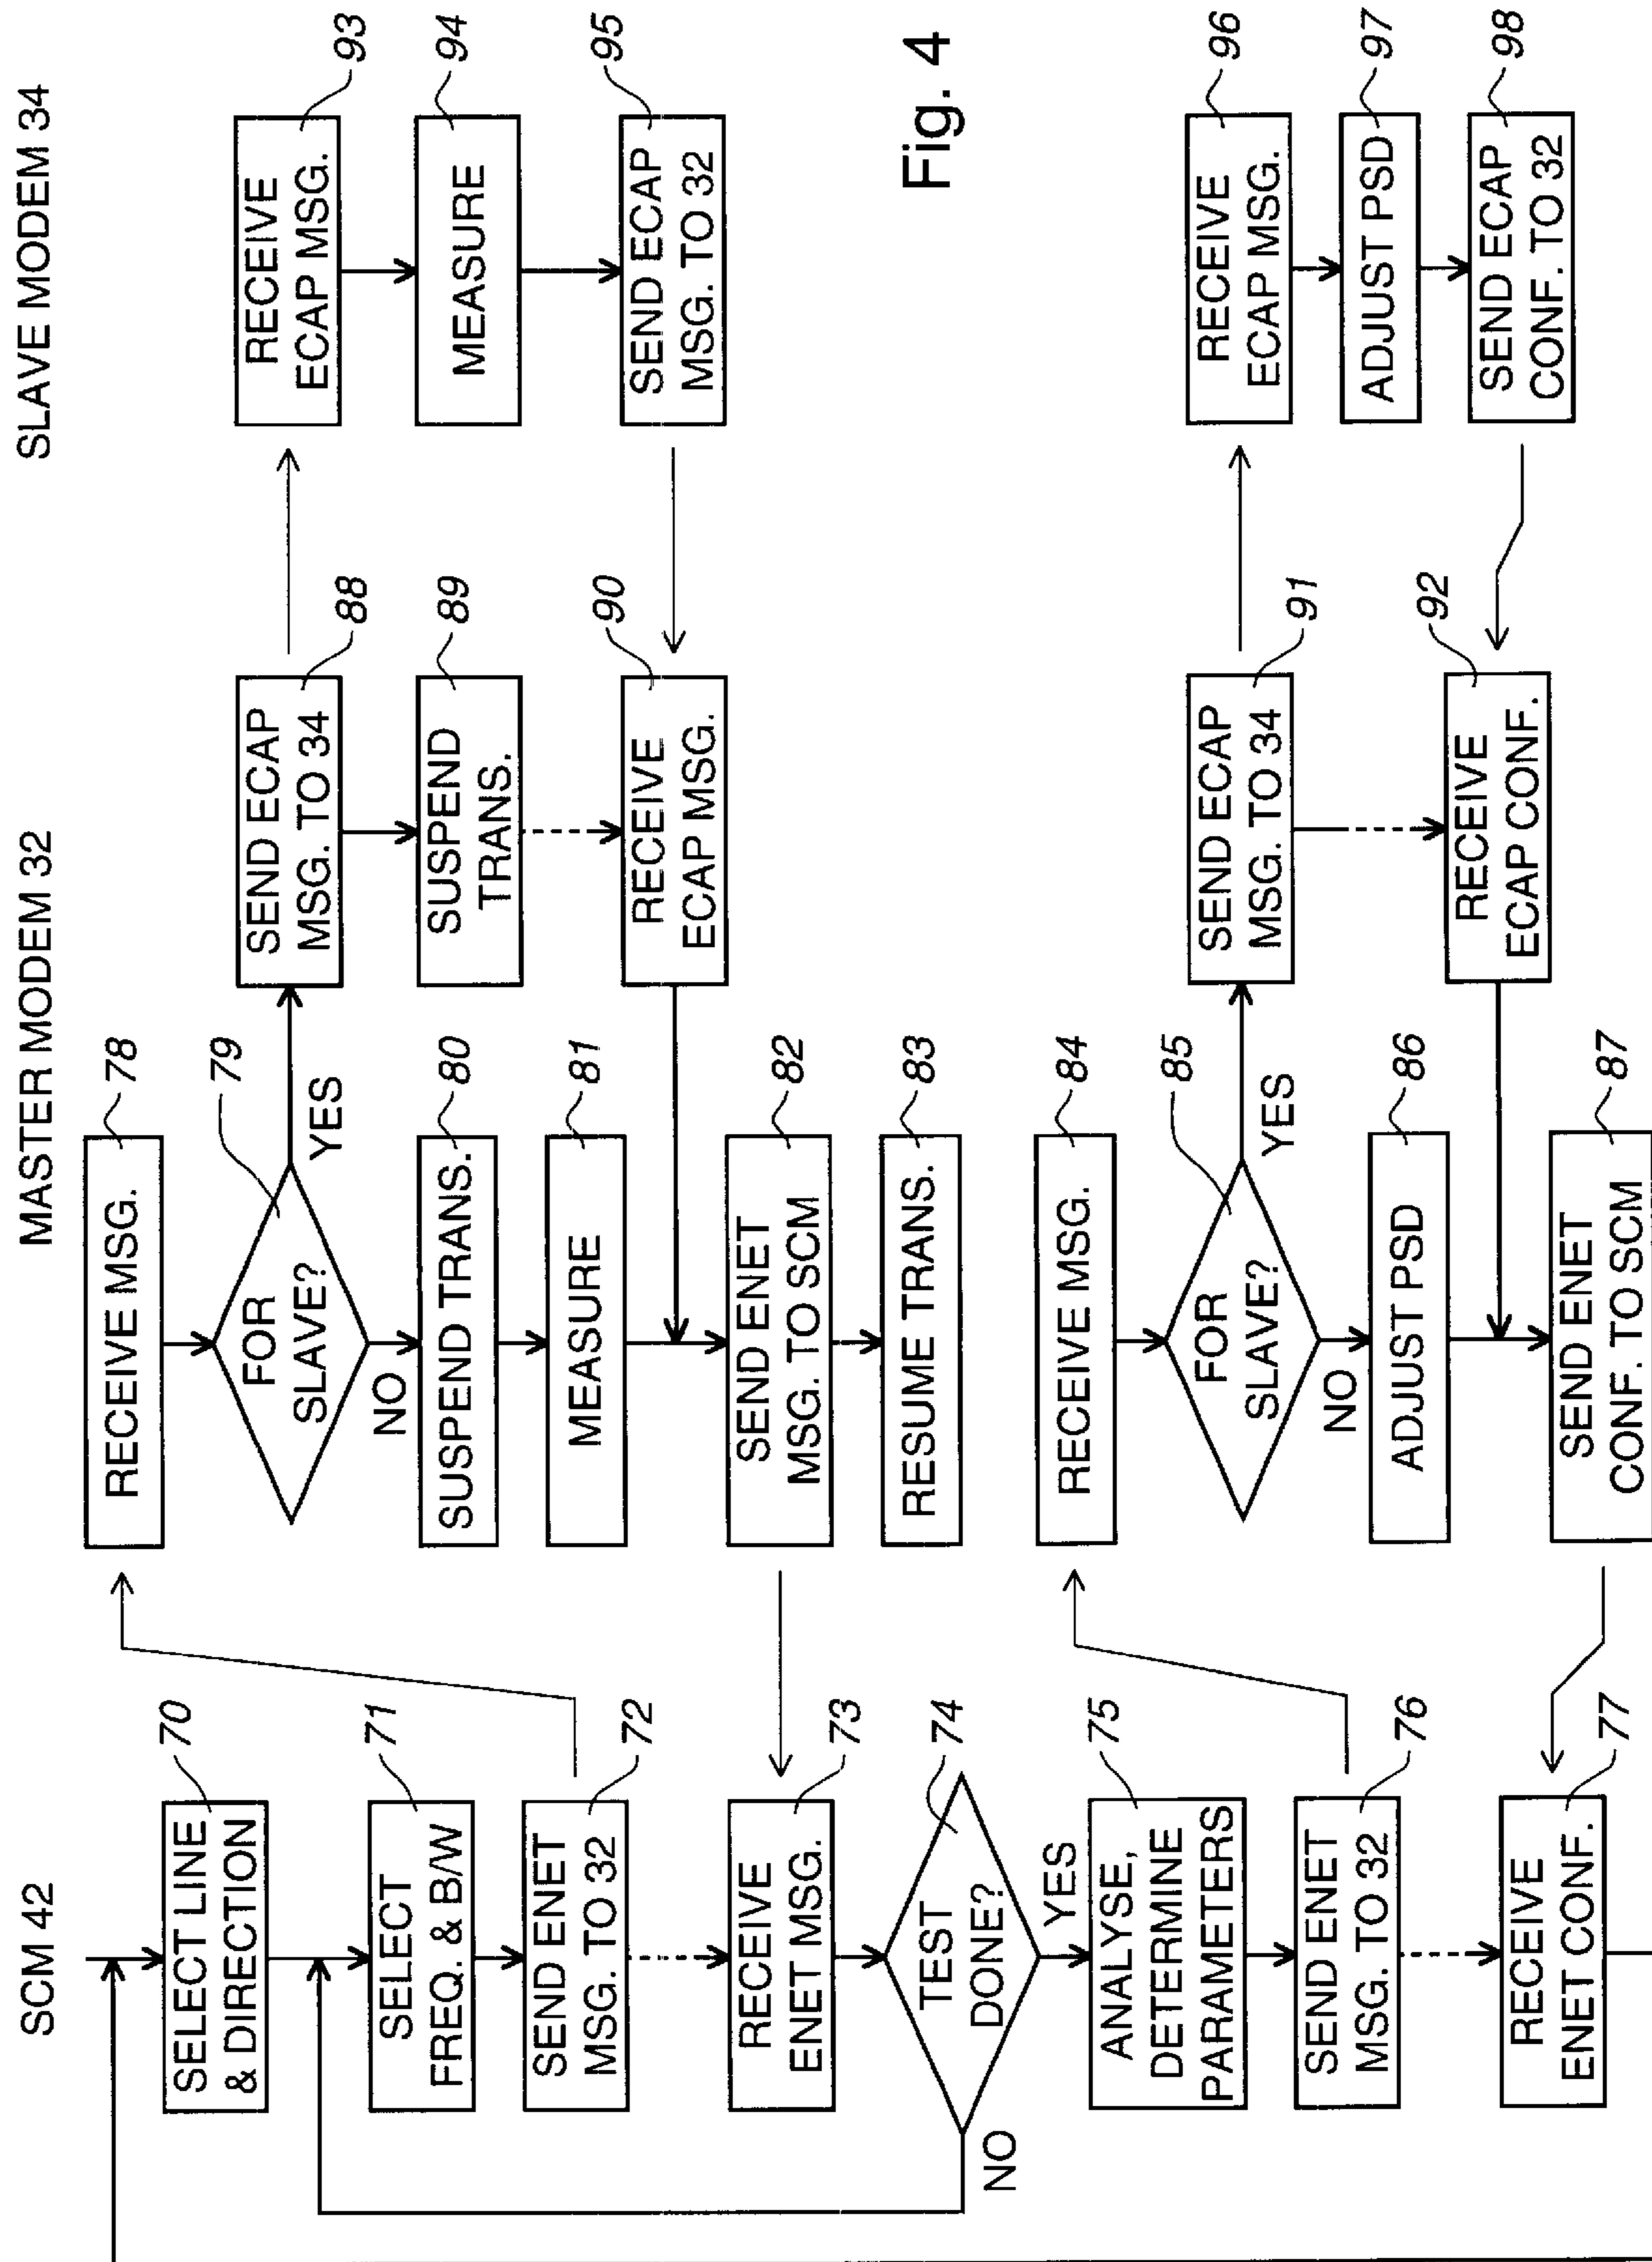 SCM 42
SELECT LINE
& DIRECTION
70
SELECT
FREQ. & B/W
71
SEND ENET
MSG. TO 32
72
RECEIVE
ENET MSG.
73
TEST
DONE?
74
NO
YES
ANALYSE,
DETERMINE
PARAMETERS
75
SEND ENET
MSG. TO 32
76
RECEIVE
ENET CONF.
77
MASTER MODEM 32
RECEIVE MSG.
78
FOR
SLAVE?
79
YES
NO
SUSPEND TRANS.
80
MEASURE
81
SEND ENET
MSG. TO SCM
82
RESUME TRANS.
83
RECEIVE MSG.
84
FOR
SLAVE?
85
YES
NO
ADJUST PSD
86
SEND ENET
CONF. TO SCM
87
SEND ECAP
MSG. TO 34
88
SUSPEND
TRANS.
89
RECEIVE
ECAP MSG.
90
SEND ECAP
MSG. TO 34
91
RECEIVE
ECAP CONF.
92
SLAVE MODEM 34
RECEIVE
ECAP MSG.
93
MEASURE
94
SEND ECAP
MSG. TO 32
95
RECEIVE
ECAP MSG.
96
ADJUST PSD
97
SEND ECAP
CONF. TO 32
98
Fig. 4